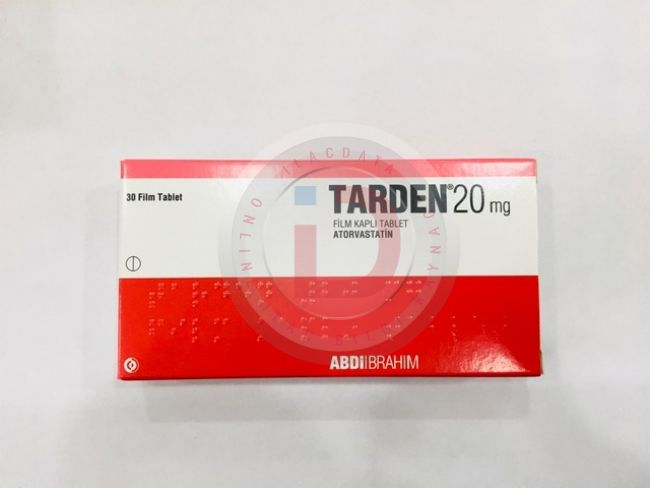 30 Film Tablet
TARDEN® 20 mg
FİLM KAPLI TABLET
ATORVASTATİN
ABDİİBRAHİM